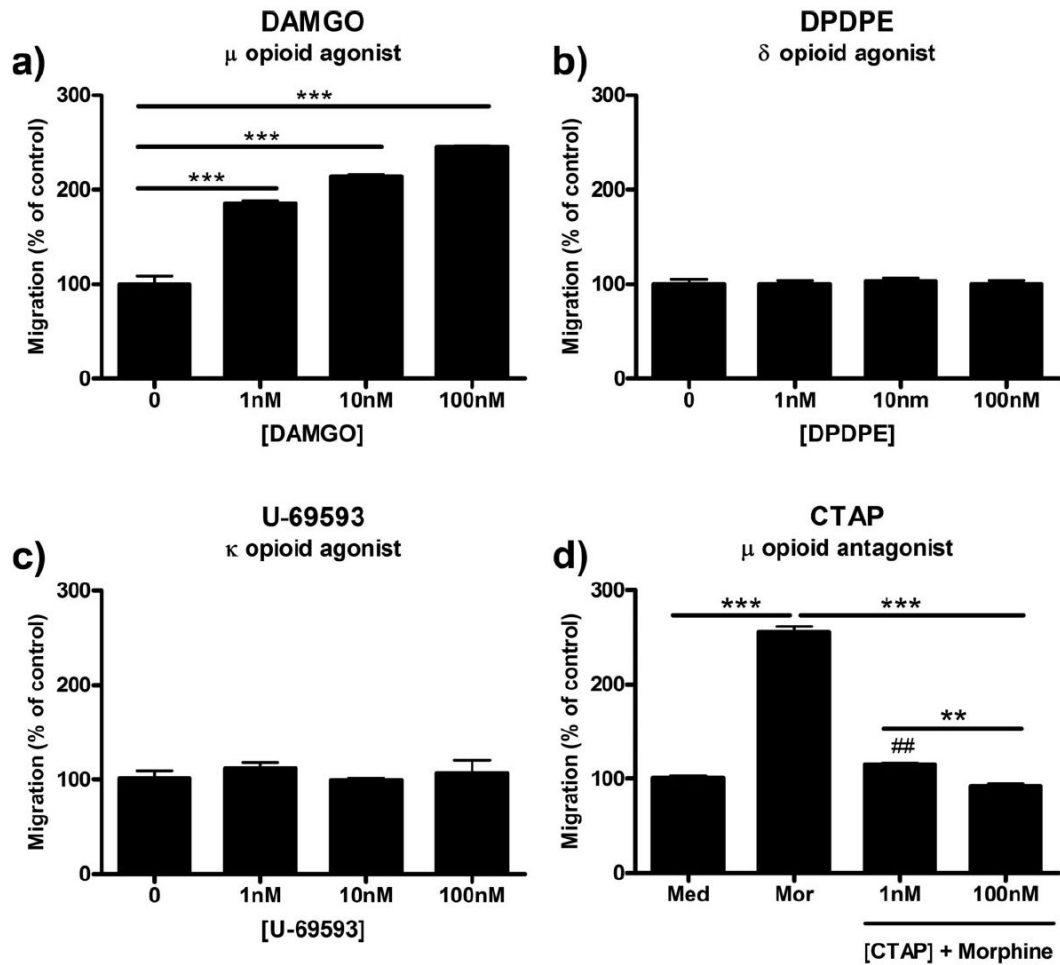 DAMGO
μ opioid agonist
a)
Migration (% of control)
300
200
100
0
***
***
***
0 1nM 10nM 100nM
[DAMGO]
DPDPE
δ opioid agonist
b)
Migration (% of control)
300
200
100
0
0 1nM 10nm 100nM
[DPDPE]
U-69593
κ opioid agonist
c)
Migration (% of control)
300
200
100
0
0 1nM 10nM 100nM
[U-69593]
CTAP
μ opioid antagonist
d)
Migration (% of control)
300
200
100
0
*** ***
**
##
Med Mor 1nM 100nM
[CTAP] + Morphine